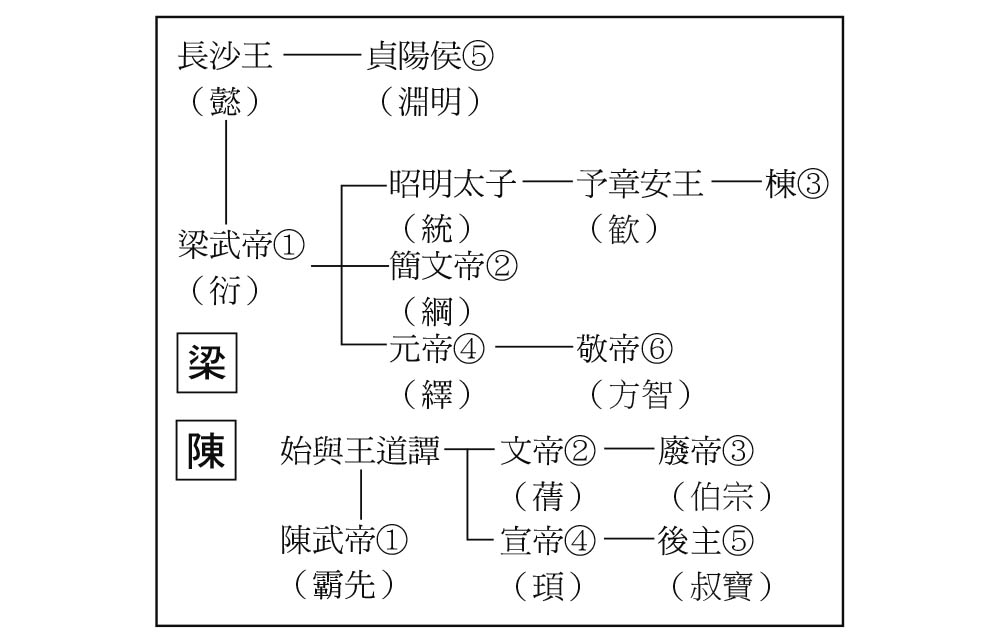 長沙王 貞陽侯⑤
（懿） （淵明）
昭明太子 予章安王 棟③
（統） （歓）
梁武帝① 簡文帝②
（衍） （綱）
元帝④ 敬帝⑥
（繹） （方智）
梁
陳
始與王道譚 文帝② 廢帝③
（蒨） （伯宗）
陳武帝① 宣帝④ 後主⑤
（霸先） （頊） （叔寶）